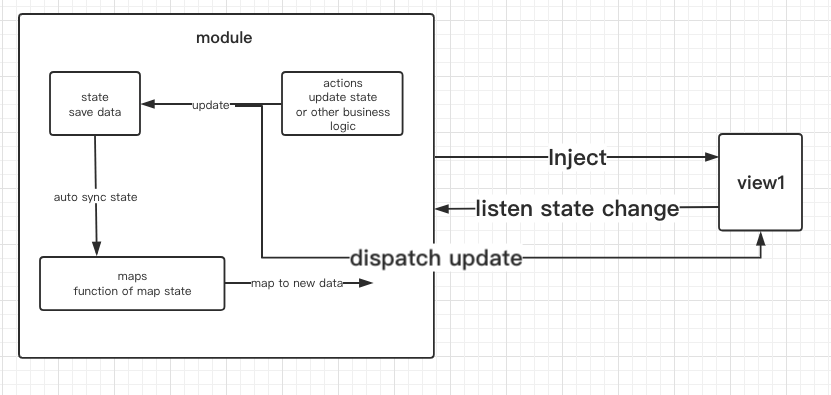 module
state
save data
update
actions
update state
or other business
logic
Inject
view1
auto sync state
listen state change
dispatch update
maps
function of map state
map to new data